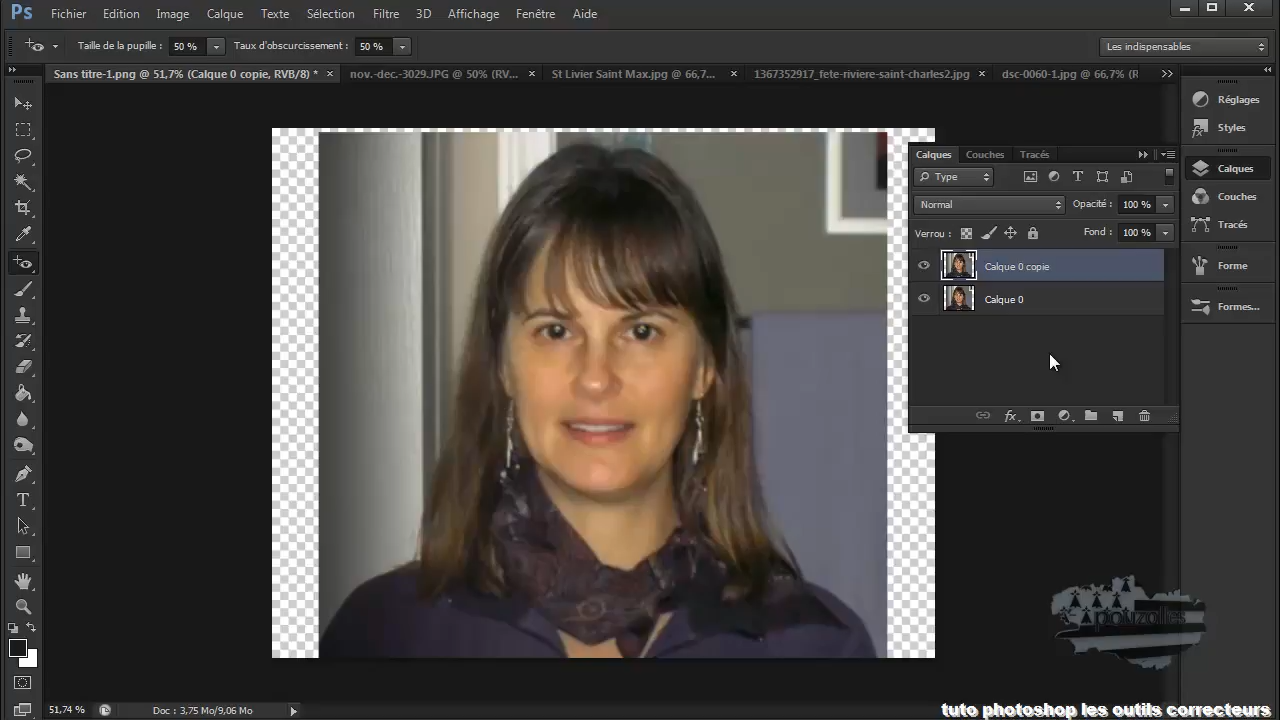 Ps Fichier Edition Image Calque Texte Sélection Filtre 3D Affichage Fenêtre Aide
Taille de la pupille : 50 % Taux d'obscurcissement : 50 % Les indispensables
Sans titre-1.png @ 51,7% (Calque 0 copie, RVB/8) * × nov.-dec.-3029.JPG @ 50% (RV... × St Livier Saint Max.jpg @ 66,7... × 1367352917_fete-riviere-saint-charles2.jpg × dsc-0060-1.jpg @ 66,7% (R
Réglages
Styles
Calques
Couches
Tracés
Forme
Formes...
Calques Couches Tracés
Type
Normal Opacité : 100 %
Verrou : Fond : 100 %
Calque 0 copie
Calque 0
fx
pouzolles
51,74 % Doc : 3,75 Mo/9,06 Mo
tuto photoshop les outils correcteurs